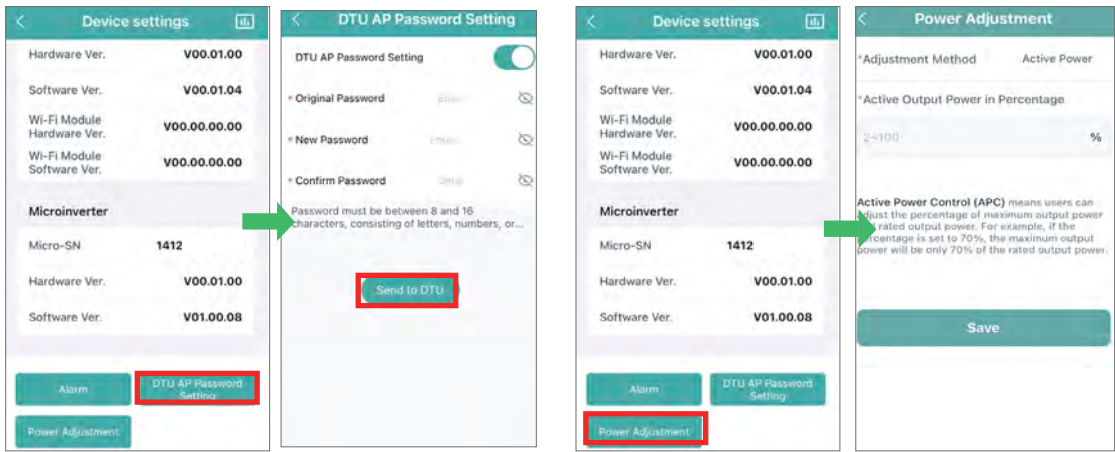 Device settings
Hardware Ver. V00.01.00
Software Ver. V00.01.04
Wi-Fi Module
Hardware Ver. V00.00.00.00
Wi-Fi Module
Software Ver. V00.00.00.00
Microinverter
Micro-SN 1412
Hardware Ver. V00.01.00
Software Ver. V01.00.08
Alarm
DTU AP Password
Setting
Power Adjustment
DTU AP Password Setting
DTU AP Password Setting
* Original Password Enter
* New Password Enter
* Confirm Password Enter
Password must be between 8 and 16
characters, consisting of letters, numbers, or...
Send to DTU
Device settings
Hardware Ver. V00.01.00
Software Ver. V00.01.04
Wi-Fi Module
Hardware Ver. V00.00.00.00
Wi-Fi Module
Software Ver. V00.00.00.00
Microinverter
Micro-SN 1412
Hardware Ver. V00.01.00
Software Ver. V01.00.08
Alarm
DTU AP Password
Setting
Power Adjustment
Power Adjustment
*Adjustment Method Active Power
*Active Output Power in Percentage
2~100 %
Active Power Control (APC) means users can
adjust the percentage of maximum output power
rated output power. For example, if the
percentage is set to 70%, the maximum output
power will be only 70% of the rated output power.
Save